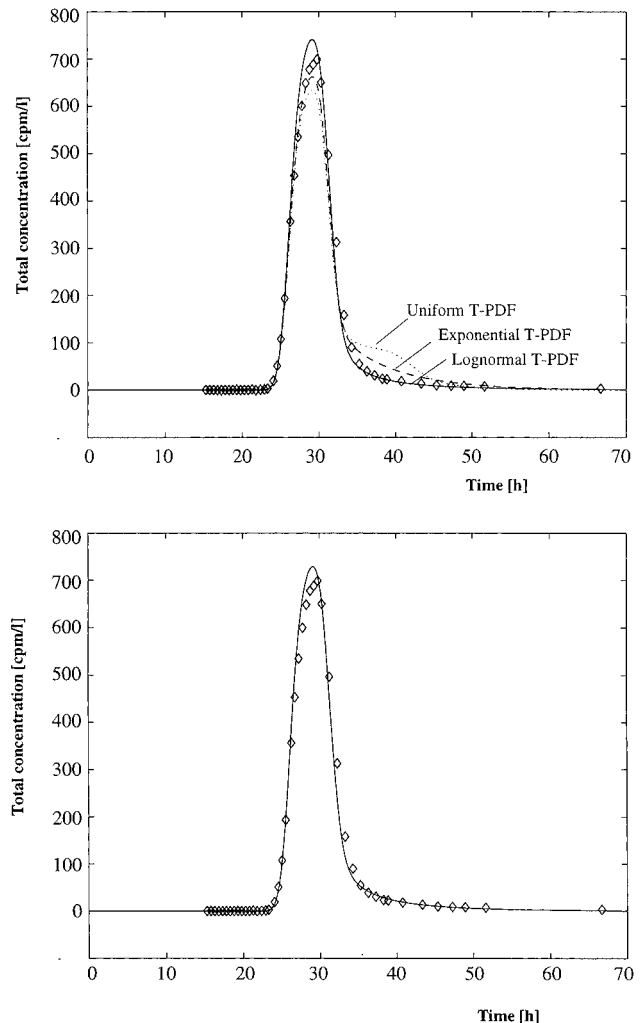 800
700
600
500
400
300
200
100
0
Total concentration [cpm/l]
Uniform T-PDF
Exponential T-PDF
Lognormal T-PDF
0 10 20 30 40 50 60 70
Time [h]
800
700
600
500
400
300
200
100
0
Total concentration [cpm/l]
0 10 20 30 40 50 60 70
Time [h]